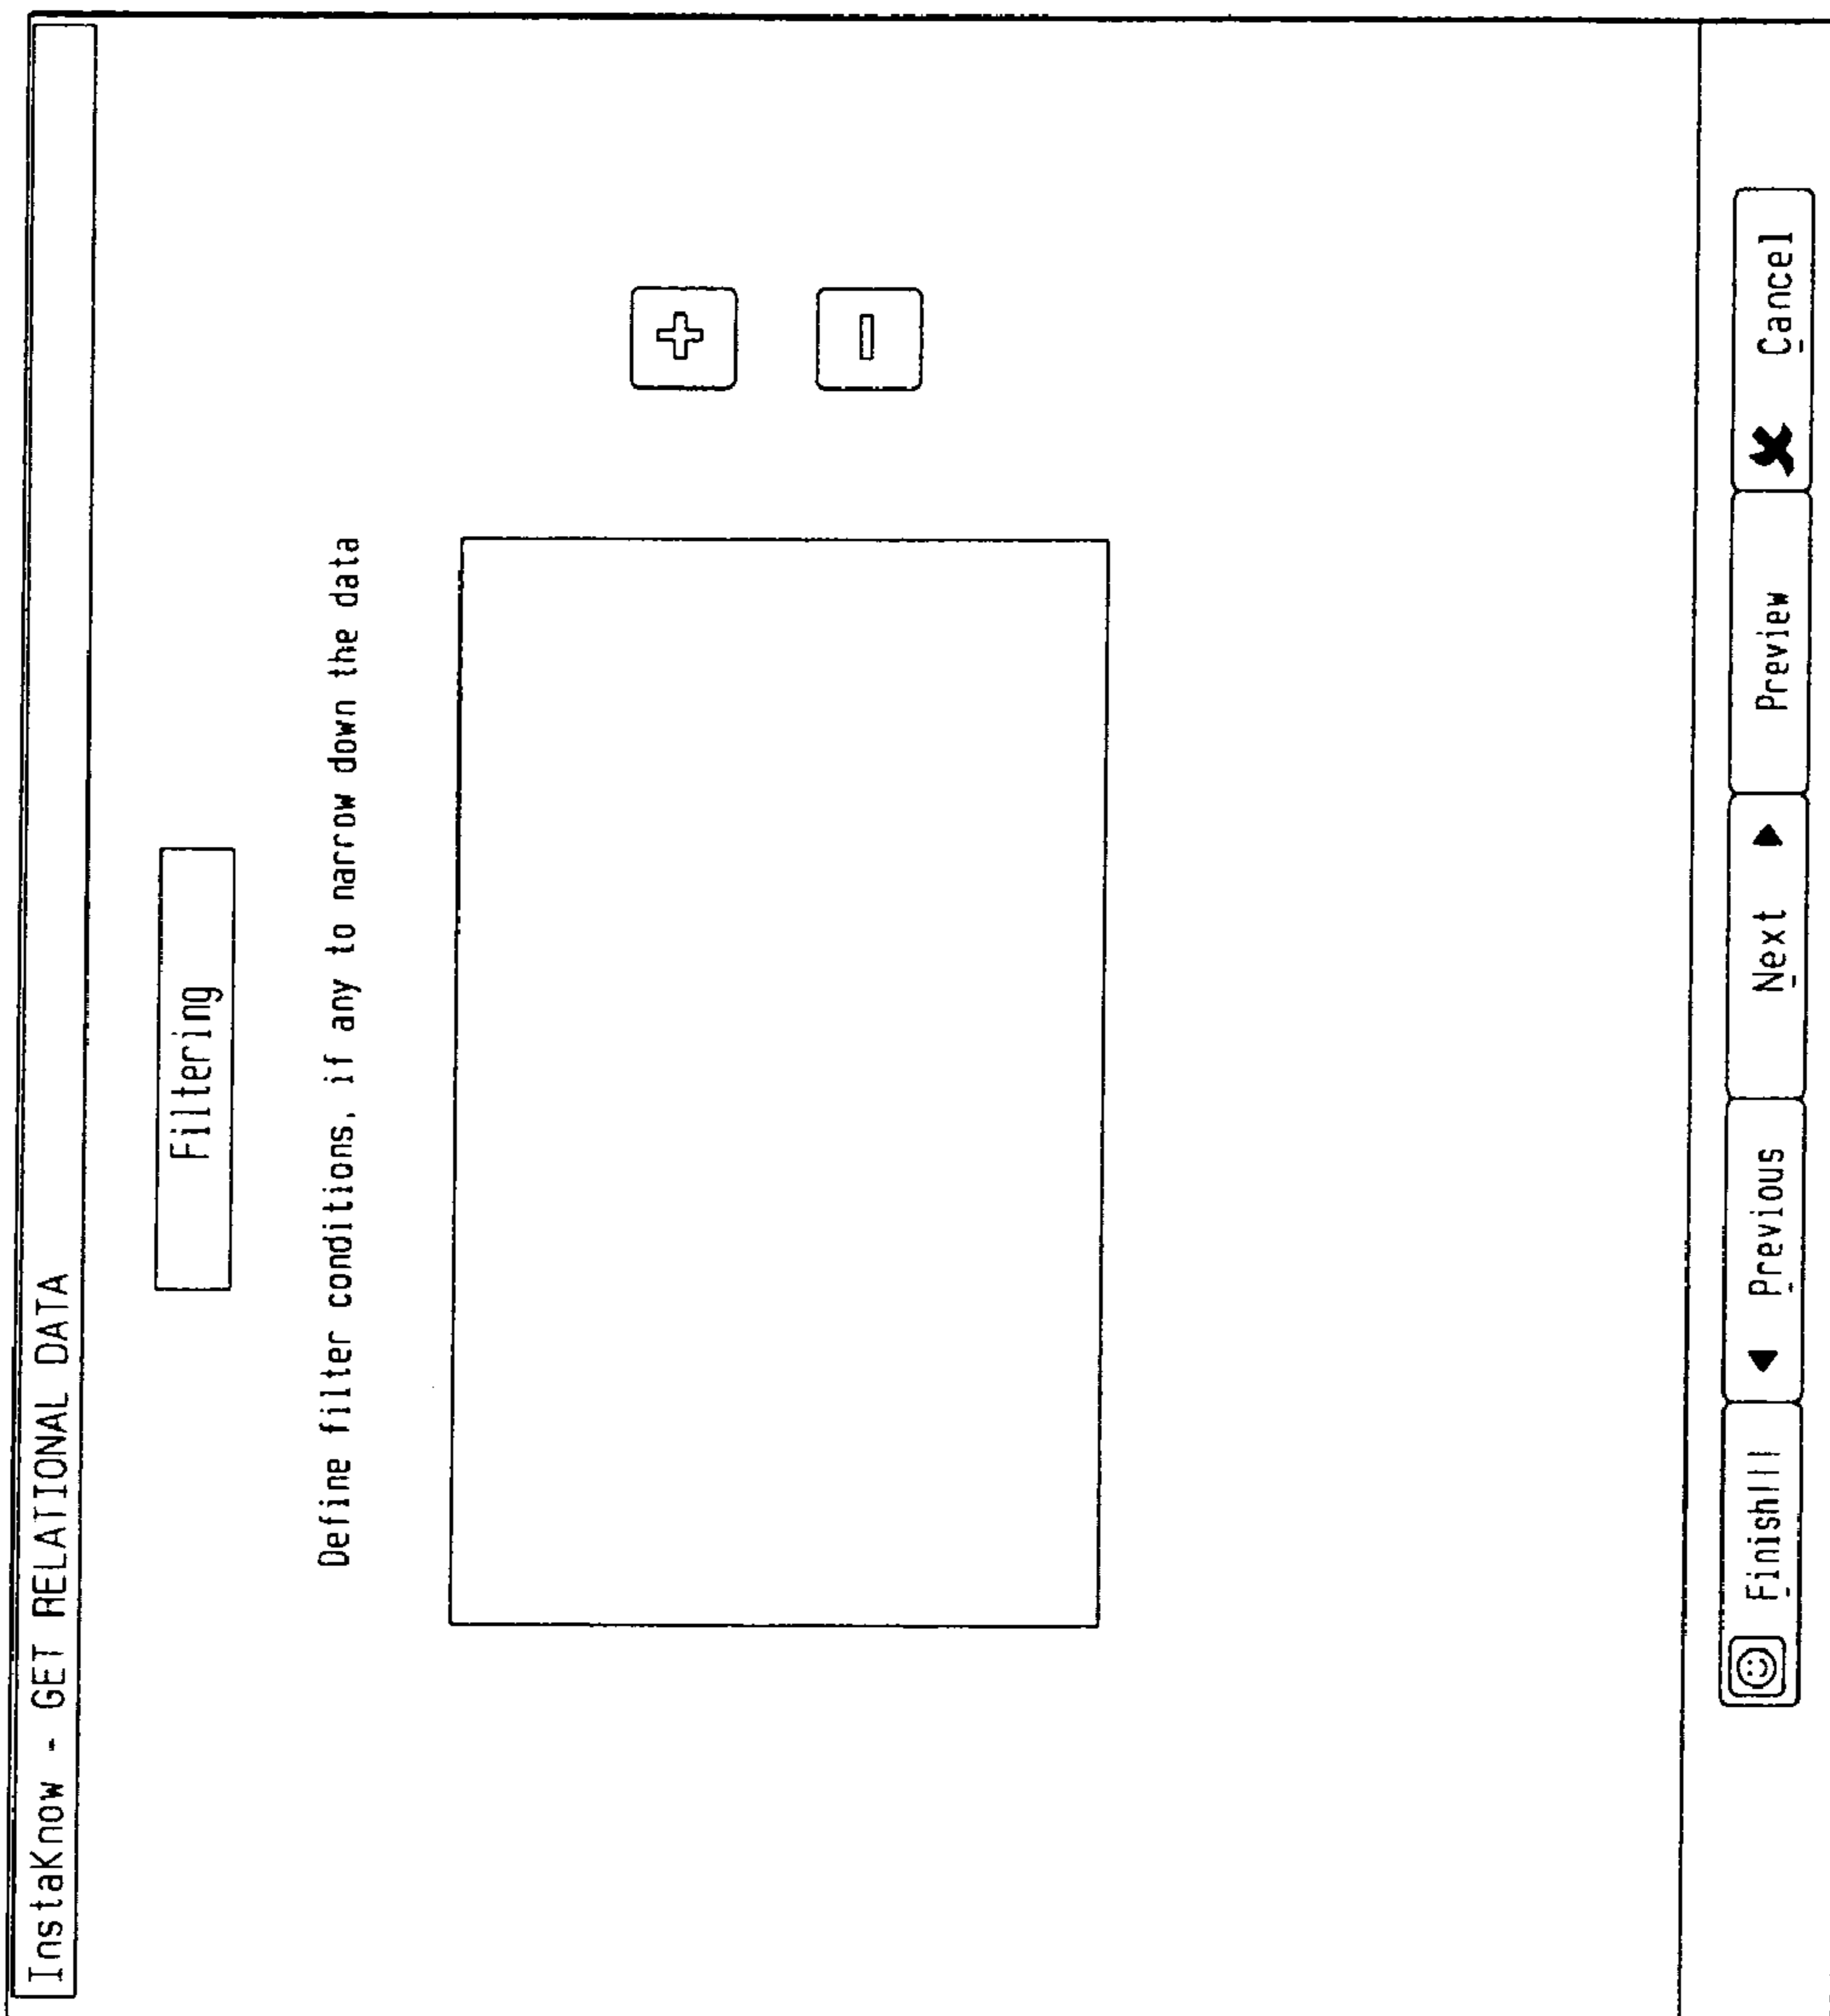 InstaKnow - GET RELATIONAL DATA
Filtering
Define filter conditions, if any to narrow down the data
+
-
Finish!!!
Previous
Next
Preview
Cancel